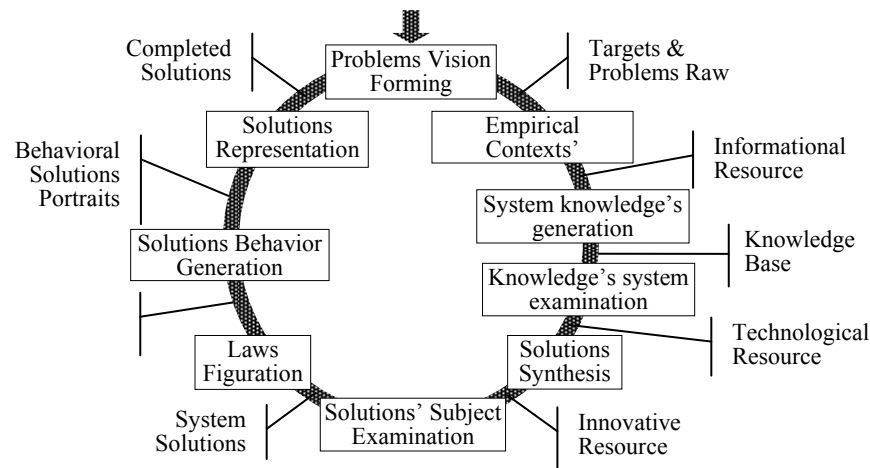 Problems Vision
Forming
Targets &
Problems Raw
Empirical
Contexts’
Informational
Resource
System knowledge’s
generation
Knowledge
Base
Knowledge’s system
examination
Technological
Resource
Solutions
Synthesis
Innovative
Resource
Solutions’ Subject
Examination
System
Solutions
Laws
Figuration
Solutions Behavior
Generation
Behavioral
Solutions
Portraits
Solutions
Representation
Completed
Solutions